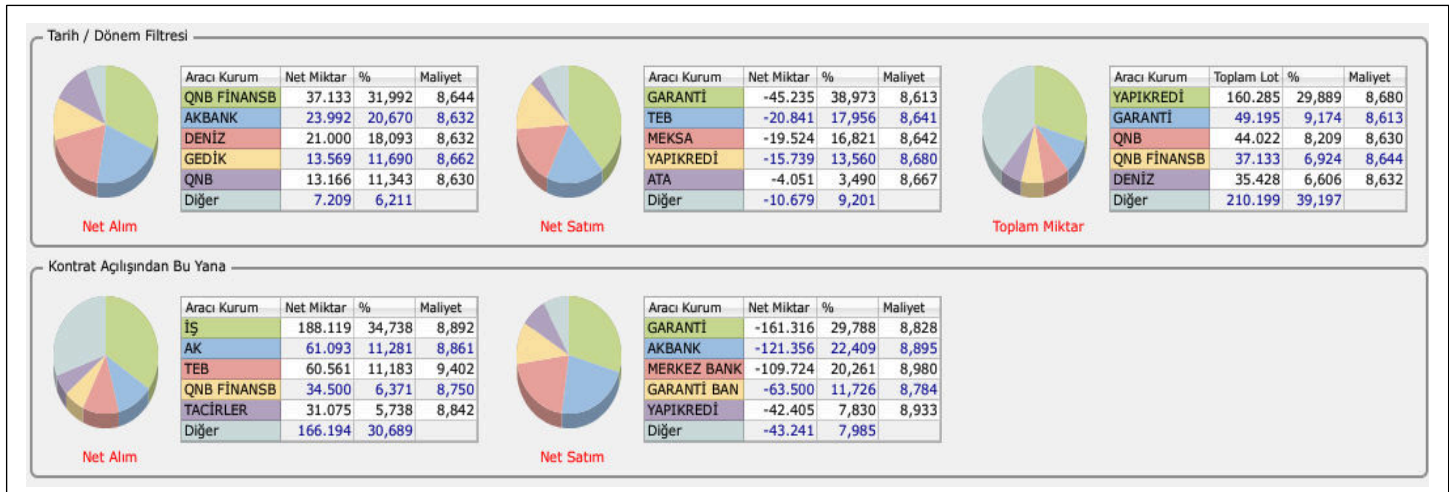 Tarih / Dönem Filtresi
Aracı Kurum Net Miktar % Maliyet
QNB FİNANSB 37.133 31,992 8,644
AKBANK 23.992 20,670 8,632
DENİZ 21.000 18,093 8,632
GEDİK 13.569 11,690 8,662
QNB 13.166 11,343 8,630
Diğer 7.209 6,211
Net Alım
Aracı Kurum Net Miktar % Maliyet
GARANTİ -45.235 38,973 8,613
TEB -20.841 17,956 8,641
MEKSA -19.524 16,821 8,642
YAPIKREDİ -15.739 13,560 8,680
ATA -4.051 3,490 8,667
Diğer -10.679 9,201
Net Satım
Aracı Kurum Toplam Lot % Maliyet
YAPIKREDİ 160.285 29,889 8,680
GARANTİ 49.195 9,174 8,613
QNB 44.022 8,209 8,630
QNB FİNANSB 37.133 6,924 8,644
DENİZ 35.428 6,606 8,632
Diğer 210.199 39,197
Toplam Miktar
Kontrat Açılışından Bu Yana
Aracı Kurum Net Miktar % Maliyet
İŞ 188.119 34,738 8,892
AK 61.093 11,281 8,861
TEB 60.561 11,183 9,402
QNB FİNANSB 34.500 6,371 8,750
TACİRLER 31.075 5,738 8,842
Diğer 166.194 30,689
Net Alım
Aracı Kurum Net Miktar % Maliyet
GARANTİ -161.316 29,788 8,828
AKBANK -121.356 22,409 8,895
MERKEZ BANK -109.724 20,261 8,980
GARANTİ BAN -63.500 11,726 8,784
YAPIKREDİ -42.405 7,830 8,933
Diğer -43.241 7,985
Net Satım